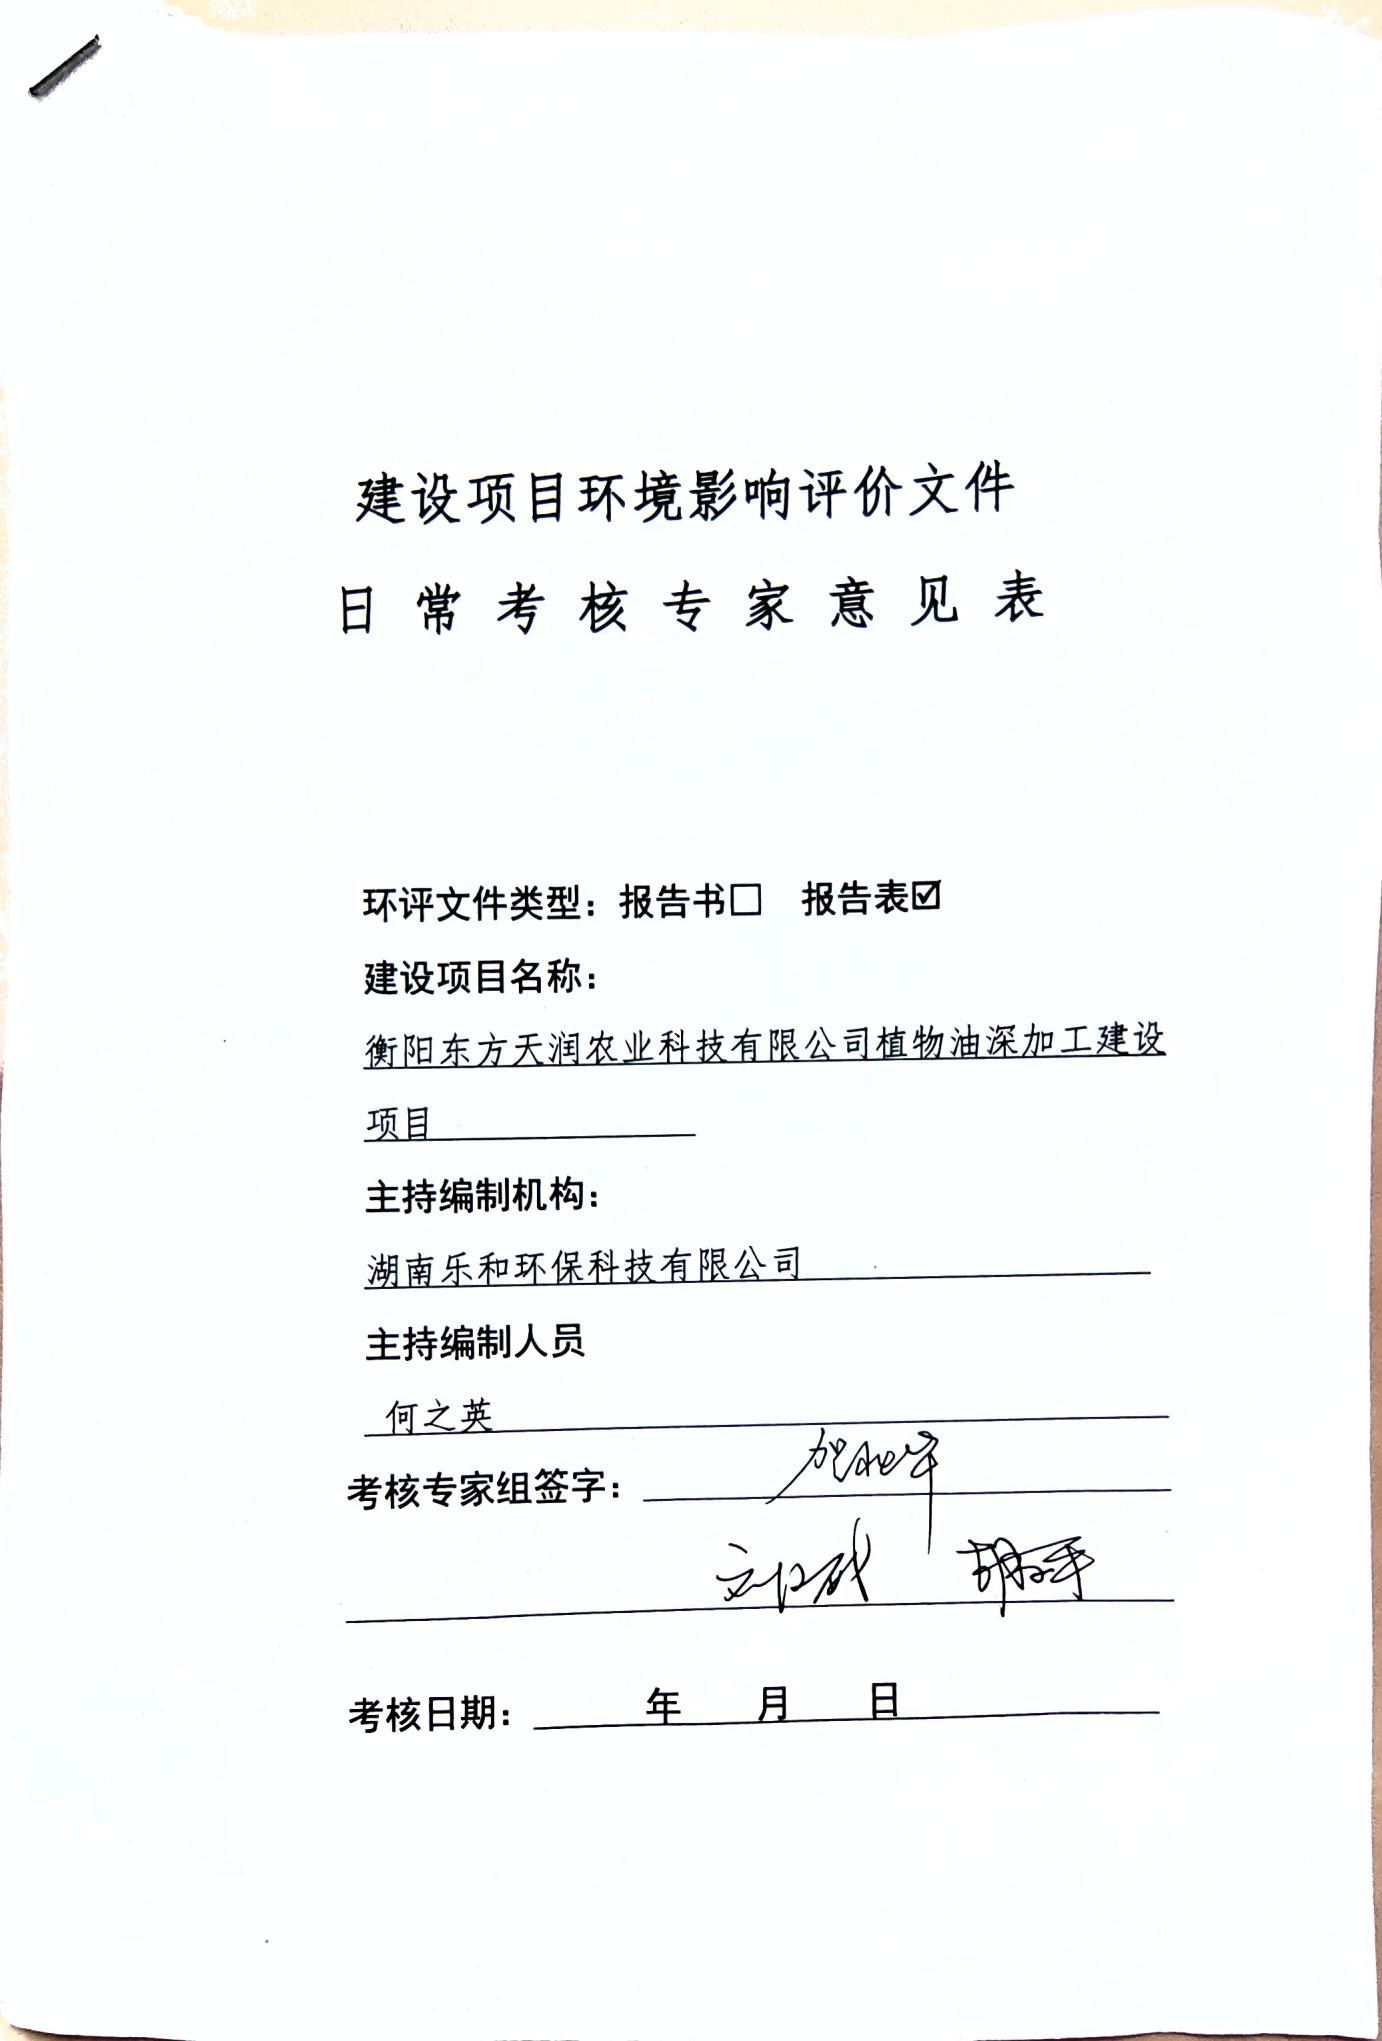 建设项目环境影响评价文件
日常考核专家意见表
环评文件类型：报告书□ 报告表☑
建设项目名称：
衡阳东方天润农业科技有限公司植物油深加工建设
项目
主持编制机构：
湖南乐和环保科技有限公司
主持编制人员
何之英
考核专家组签字：
考核日期： 年 月 日